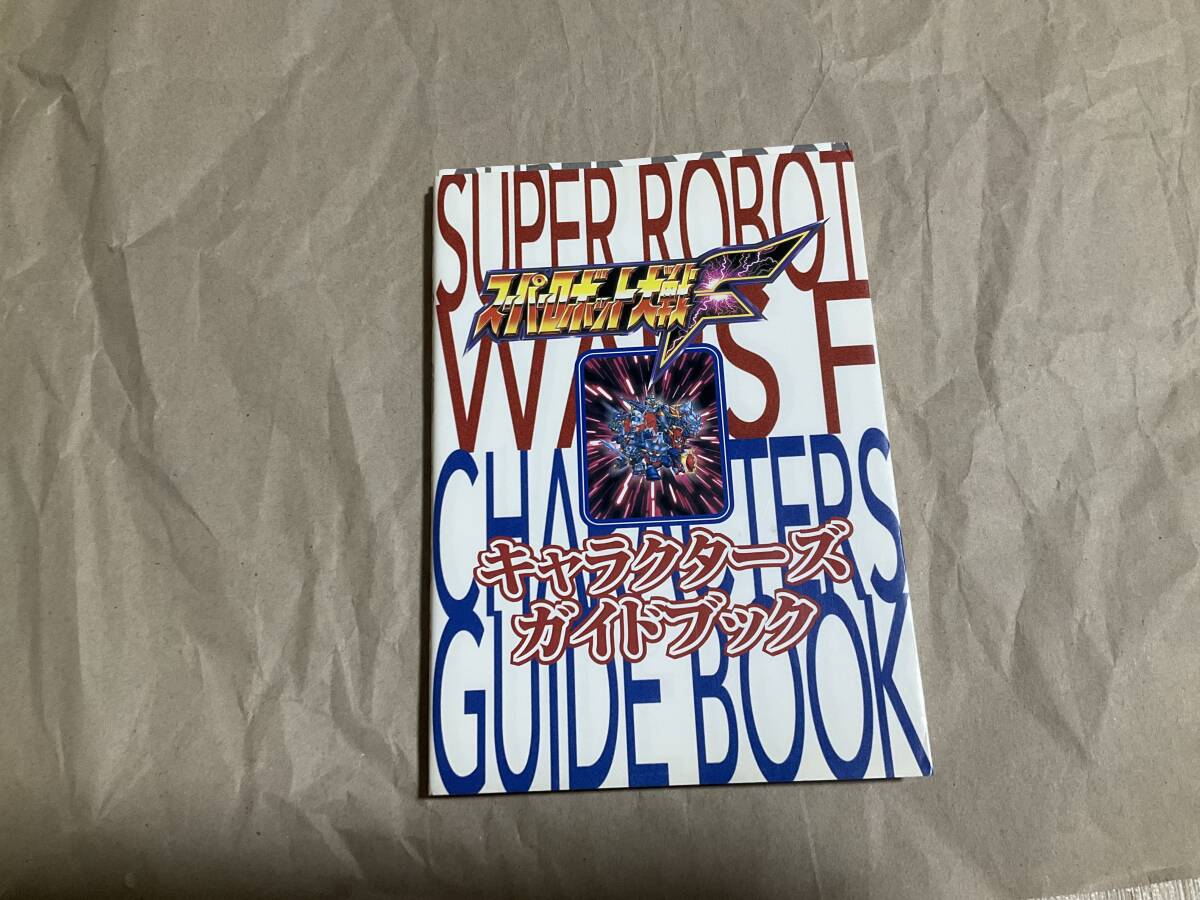 SUPER ROBOT
スーパーロボット大戦F
WARS F
CHARACTERS
キャラクターズ
ガイドブック
GUIDE BOOK